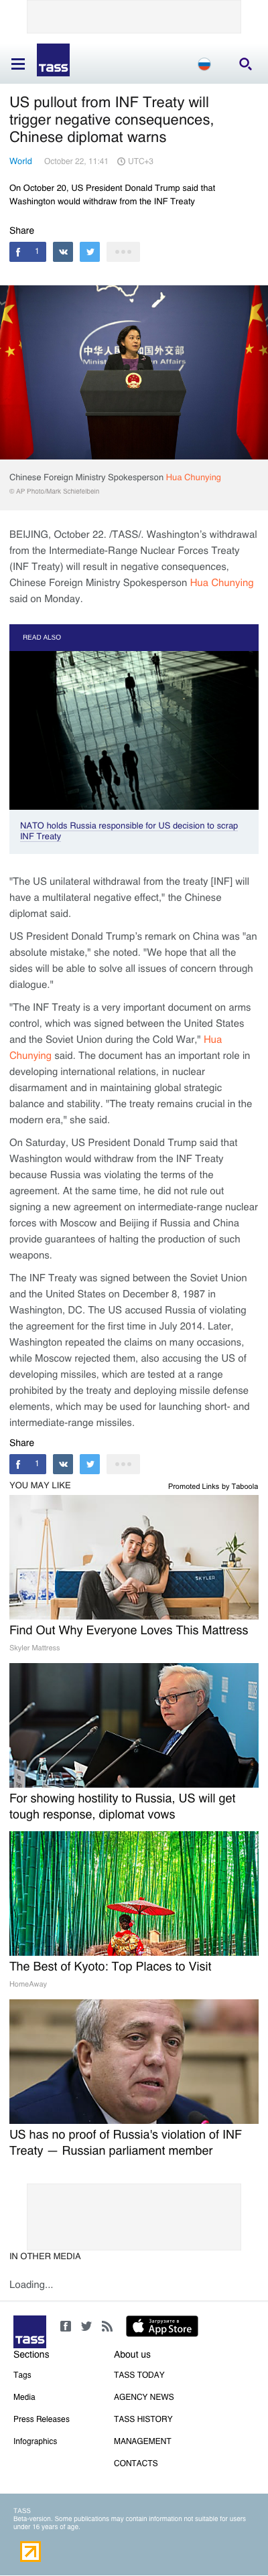 TASS
US pullout from INF Treaty will
trigger negative consequences,
Chinese diplomat warns
World October 22, 11:41 UTC+3
On October 20, US President Donald Trump said that
Washington would withdraw from the INF Treaty
Share
1
中华人民共和国外交部
Chinese Foreign Ministry Spokesperson Hua Chunying
© AP Photo/Mark Schiefelbein
BEIJING, October 22. /TASS/. Washington's withdrawal
from the Intermediate-Range Nuclear Forces Treaty
(INF Treaty) will result in negative consequences,
Chinese Foreign Ministry Spokesperson Hua Chunying
said on Monday.
READ ALSO
NATO holds Russia responsible for US decision to scrap
INF Treaty
"The US unilateral withdrawal from the treaty [INF] will
have a multilateral negative effect," the Chinese
diplomat said.
US President Donald Trump's remark on China was "an
absolute mistake," she noted. "We hope that all the
sides will be able to solve all issues of concern through
dialogue."
"The INF Treaty is a very important document on arms
control, which was signed between the United States
and the Soviet Union during the Cold War," Hua
Chunying said. The document has an important role in
developing international relations, in nuclear
disarmament and in maintaining global strategic
balance and stability. "The treaty remains crucial in the
modern era," she said.
On Saturday, US President Donald Trump said that
Washington would withdraw from the INF Treaty
because Russia was violating the terms of the
agreement. At the same time, he did not rule out
signing a new agreement on intermediate-range nuclear
forces with Moscow and Beijing if Russia and China
provide guarantees of halting the production of such
weapons.
The INF Treaty was signed between the Soviet Union
and the United States on December 8, 1987 in
Washington, DC. The US accused Russia of violating
the agreement for the first time in July 2014. Later,
Washington repeated the claims on many occasions,
while Moscow rejected them, also accusing the US of
developing missiles, which are tested at a range
prohibited by the treaty and deploying missile defense
elements, which may be used for launching short- and
intermediate-range missiles.
Share
1
YOU MAY LIKE Promoted Links by Taboola
SKYLER
Find Out Why Everyone Loves This Mattress
Skyler Mattress
For showing hostility to Russia, US will get
tough response, diplomat vows
The Best of Kyoto: Top Places to Visit
HomeAway
US has no proof of Russia's violation of INF
Treaty — Russian parliament member
IN OTHER MEDIA
Loading...
TASS
Загрузите в
App Store
Sections About us
Tags TASS TODAY
Media AGENCY NEWS
Press Releases TASS HISTORY
Infographics MANAGEMENT
CONTACTS
TASS
Beta-version. Some publications may contain information not suitable for users
under 16 years of age.